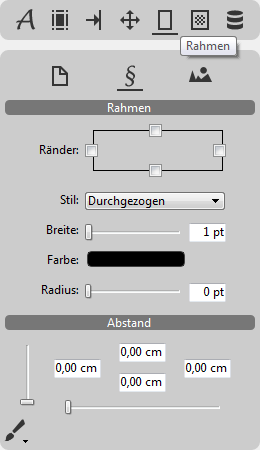 A
Rahmen
§
Rahmen
Ränder:
Stil: Durchgezogen
Breite: 1 pt
Farbe:
Radius: 0 pt
Abstand
0,00 cm
0,00 cm 0,00 cm
0,00 cm